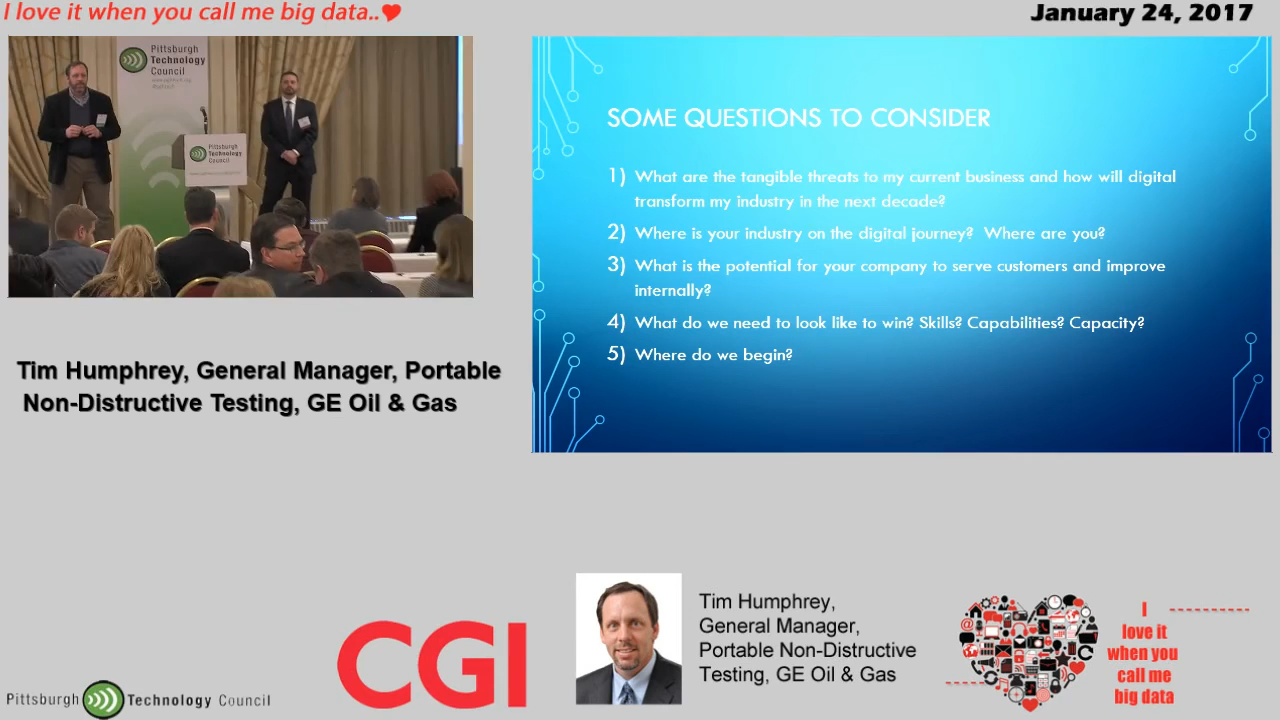 I love it when you call me big data..
January 24, 2017
Pittsburgh
Technology
Council
Pittsburgh
Technology
Council
SOME QUESTIONS TO CONSIDER
1) What are the tangible threats to my current business and how will digital
transform my industry in the next decade?
2) Where is your industry on the digital journey? Where are you?
3) What is the potential for your company to serve customers and improve
internally?
4) What do we need to look like to win? Skills? Capabilities? Capacity?
5) Where do we begin?
Tim Humphrey, General Manager, Portable
Non-Distructive Testing, GE Oil & Gas
Pittsburgh Technology Council
CGI
Tim Humphrey,
General Manager,
Portable Non-Distructive
Testing, GE Oil & Gas
I
love it
when you
call me
big data